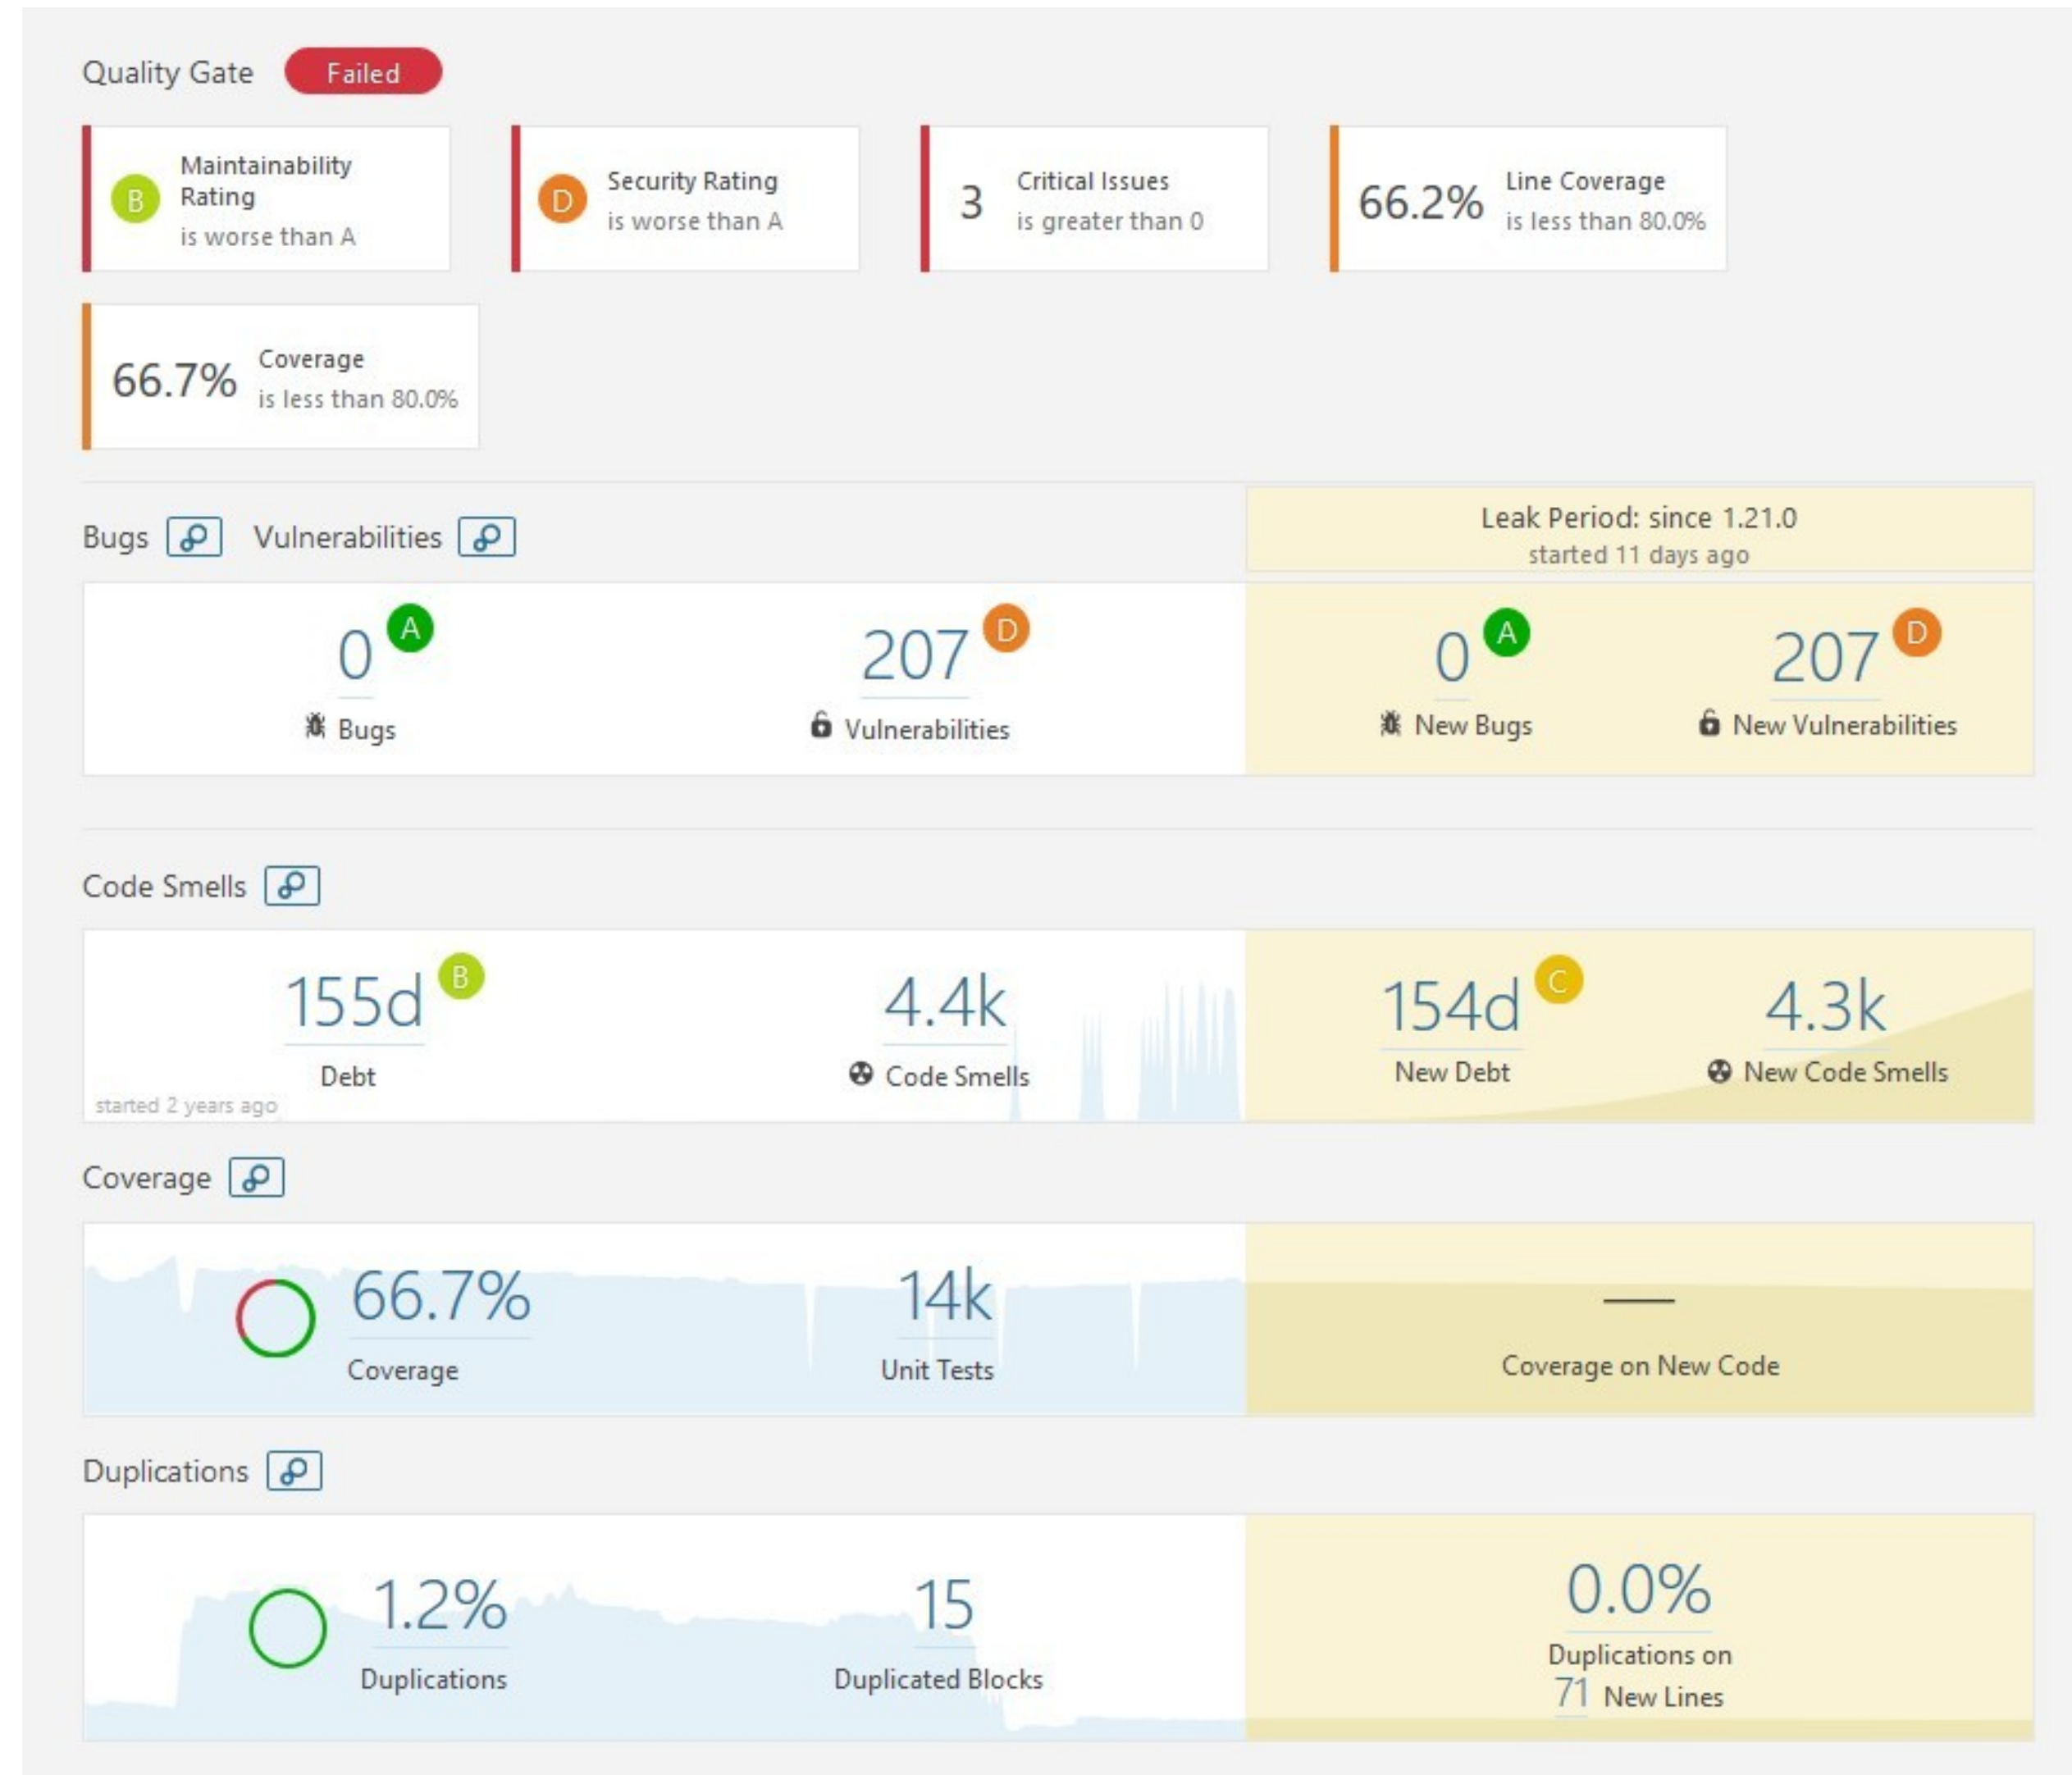 Quality Gate Failed
B Maintainability
Rating
is worse than A
D Security Rating
is worse than A
3 Critical Issues
is greater than 0
66.2% Line Coverage
is less than 80.0%
66.7% Coverage
is less than 80.0%
Bugs Vulnerabilities
Leak Period: since 1.21.0
started 11 days ago
0 A
Bugs
207 D
Vulnerabilities
0 A
New Bugs
207 D
New Vulnerabilities
Code Smells
155d B
Debt
started 2 years ago
4.4k
Code Smells
154d C
New Debt
4.3k
New Code Smells
Coverage
66.7%
Coverage
14k
Unit Tests
—
Coverage on New Code
Duplications
1.2%
Duplications
15
Duplicated Blocks
0.0%
Duplications on
71 New Lines